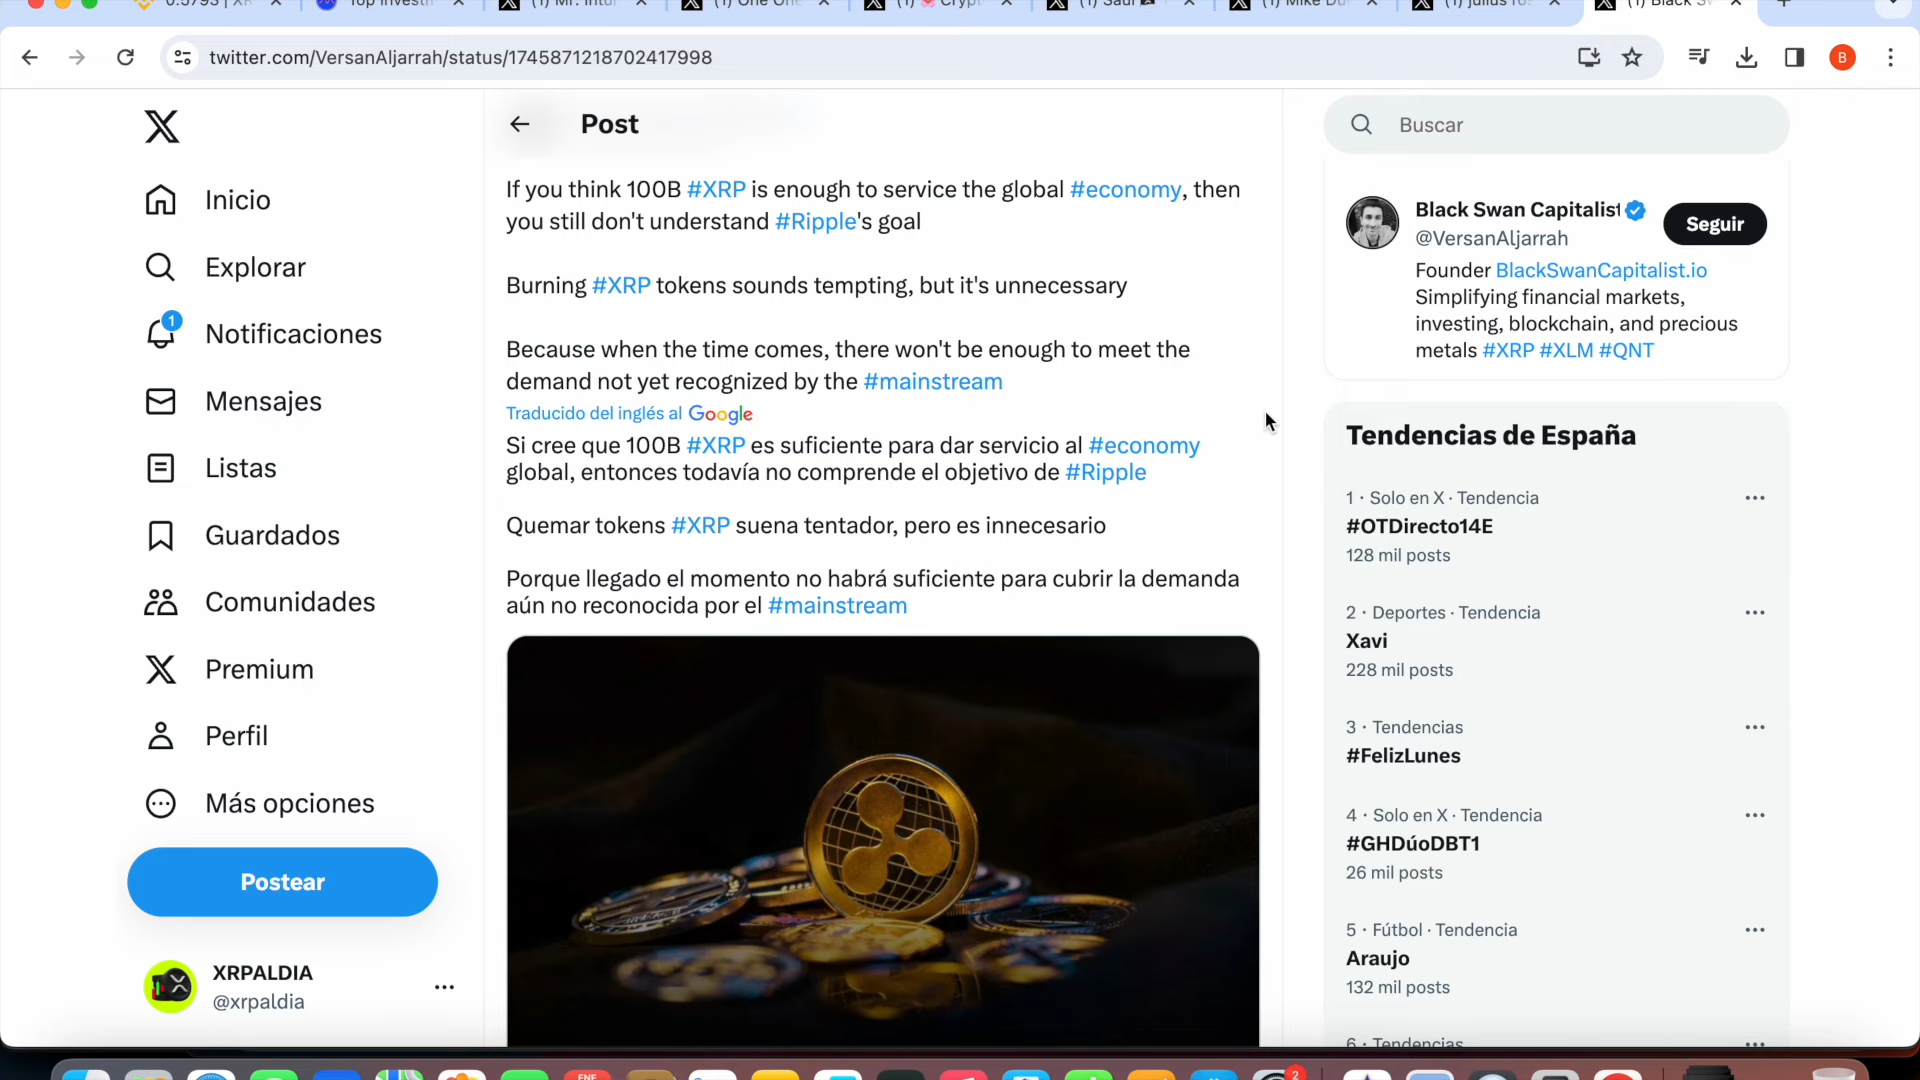 twitter.com/VersanAljarrah/status/1745871218702417998
B
Post
Buscar
Inicio
Explorar
1
Notificaciones
Mensajes
Listas
Guardados
Comunidades
Premium
Perfil
Más opciones
Postear
XRPALDIA
@xrpaldia
If you think 100B #XRP is enough to service the global #economy, then
you still don't understand #Ripple's goal
Burning #XRP tokens sounds tempting, but it's unnecessary
Because when the time comes, there won't be enough to meet the
demand not yet recognized by the #mainstream
Traducido del inglés al Google
Si cree que 100B #XRP es suficiente para dar servicio al #economy
global, entonces todavía no comprende el objetivo de #Ripple
Quemar tokens #XRP suena tentador, pero es innecesario
Porque llegado el momento no habrá suficiente para cubrir la demanda
aún no reconocida por el #mainstream
Black Swan Capitalist
Seguir
@VersanAljarrah
Founder BlackSwanCapitalist.io
Simplifying financial markets,
investing, blockchain, and precious
metals #XRP #XLM #QNT
Tendencias de España
1 · Solo en X · Tendencia
#OTDirecto14E
128 mil posts
2 · Deportes · Tendencia
Xavi
228 mil posts
3 · Tendencias
#FelizLunes
4 · Solo en X · Tendencia
#GHDúoDBT1
26 mil posts
5 · Fútbol · Tendencia
Araujo
132 mil posts
6 · Tendencias
ENE
2